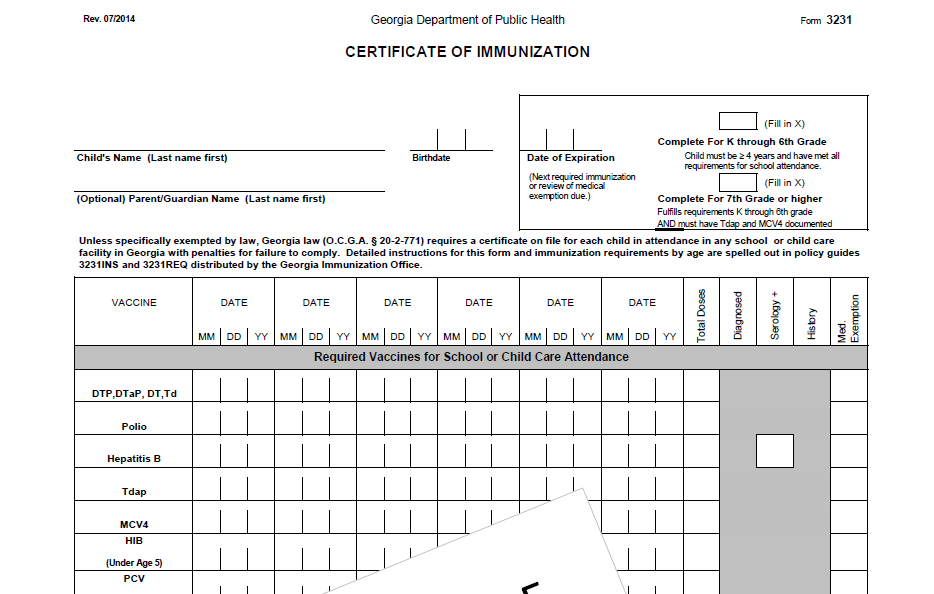 Rev. 07/2014 Georgia Department of Public Health Form 3231
CERTIFICATE OF IMMUNIZATION
Child's Name (Last name first)
Birthdate
(Optional) Parent/Guardian Name (Last name first)
Date of Expiration
(Next required immunization
or review of medical
exemption due.)
(Fill in X)
Complete For K through 6th Grade
Child must be ≥ 4 years and have met all
requirements for school attendance.
(Fill in X)
Complete For 7th Grade or higher
Fulfills requirements K through 6th grade
AND must have Tdap and MCV4 documented
Unless specifically exempted by law, Georgia law (O.C.G.A. § 20-2-771) requires a certificate on file for each child in attendance in any school or child care
facility in Georgia with penalties for failure to comply. Detailed instructions for this form and immunization requirements by age are spelled out in policy guides
3231INS and 3231REQ distributed by the Georgia Immunization Office.
VACCINE DATE DATE DATE DATE DATE DATE Total Doses Diagnosed Serology + History Med. Exemption
MM DD YY MM DD YY MM DD YY MM DD YY MM DD YY MM DD YY
Required Vaccines for School or Child Care Attendance
DTP,DTaP, DT,Td
Polio
Hepatitis B
Tdap
MCV4
HIB
(Under Age 5)
PCV